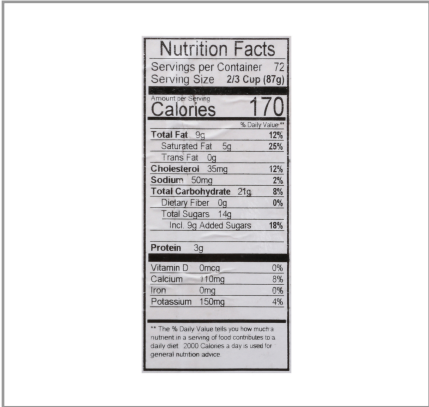 Nutrition Facts
Servings per Container 72
Serving Size 2/3 Cup (87g)
Amount per Serving
Calories 170
% Daily Value**
Total Fat 9g 12%
Saturated Fat 5g 25%
Trans Fat 0g
Cholesterol 35mg 12%
Sodium 50mg 2%
Total Carbohydrate 21g 8%
Dietary Fiber 0g 0%
Total Sugars 14g
Incl. 9g Added Sugars 18%
Protein 3g
Vitamin D 0mcg 0%
Calcium 110mg 8%
Iron 0mg 0%
Potassium 150mg 4%
** The % Daily Value tells you how much a
nutrient in a serving of food contributes to a
daily diet. 2000 Calories a day is used for
general nutrition advice.